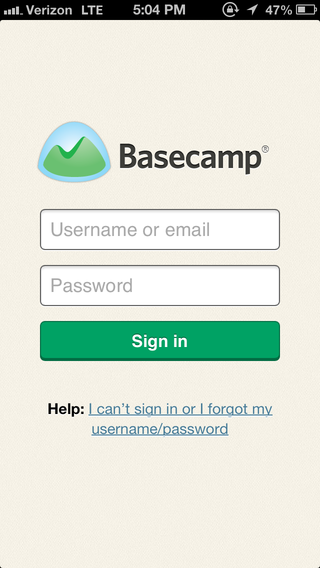 Verizon LTE 5:04 PM 47%
Basecamp®
Username or email
Password
Sign in
Help: I can't sign in or I forgot my
username/password